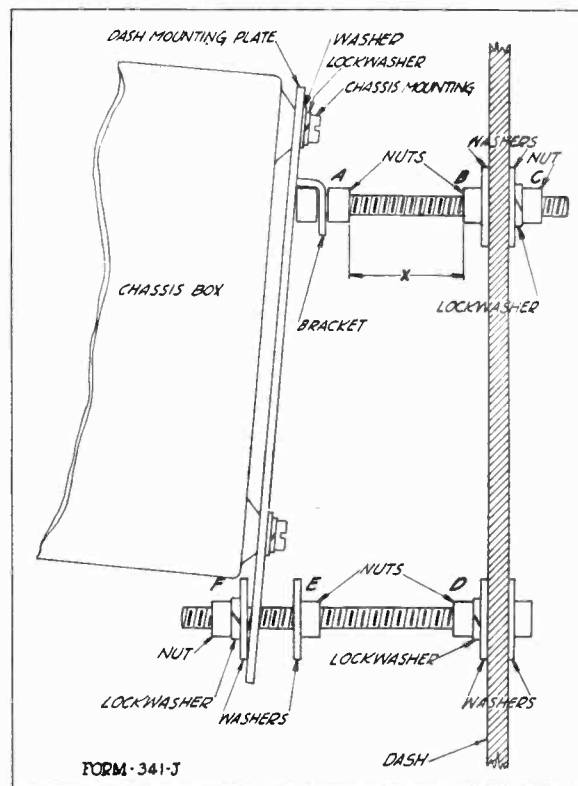 DASH MOUNTING PLATE
WASHER
LOCKWASHER
CHASSIS MOUNTING
WASHERS
A
NUTS
B
NUT
C
X
CHASSIS BOX
LOCKWASHER
BRACKET
F
E
NUTS
D
NUT
LOCKWASHER
LOCKWASHER
WASHERS
WASHERS
DASH
FORM-341-J